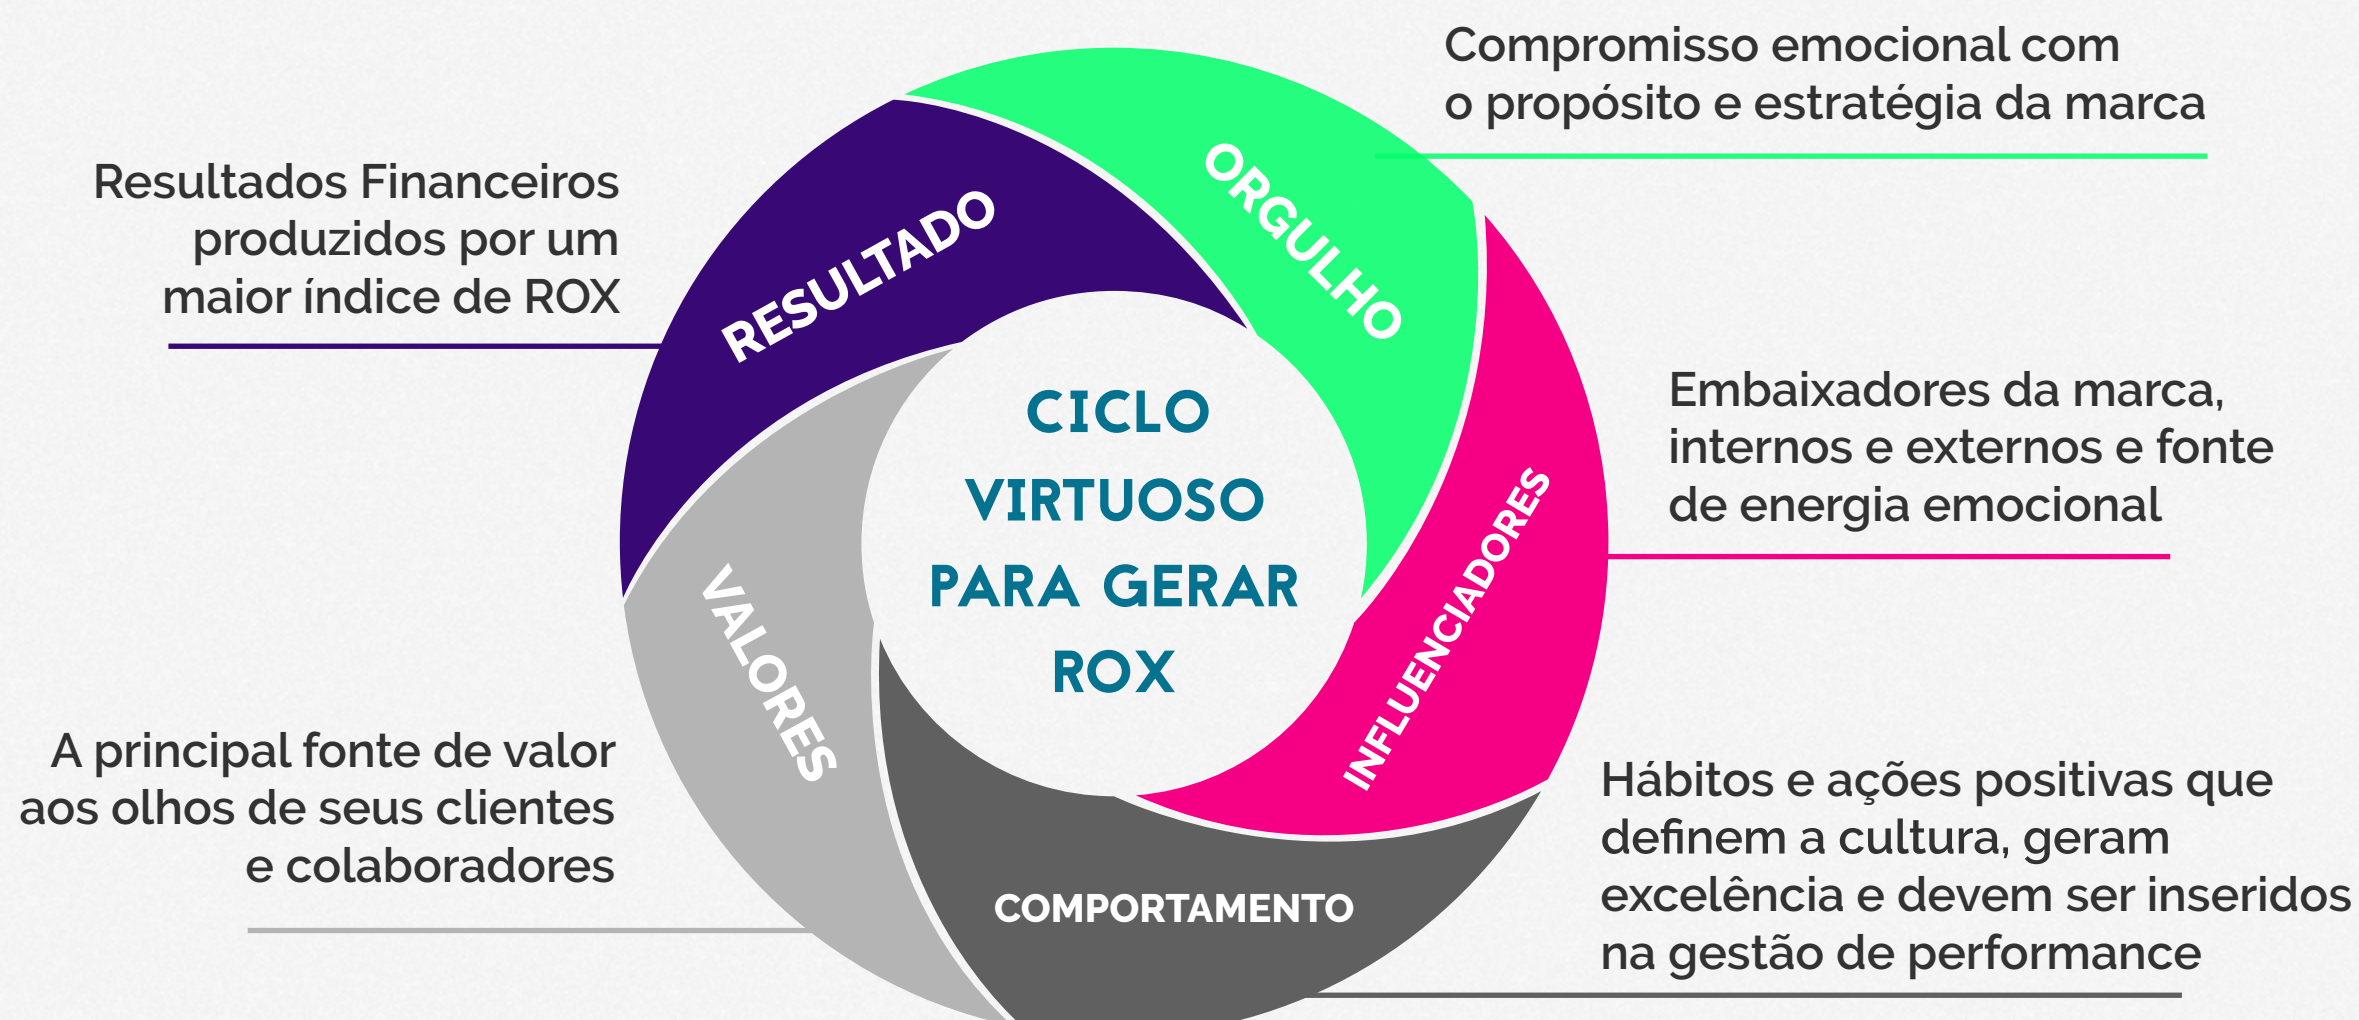 CICLO
VIRTUOSO
PARA GERAR
ROX
ORGULHO
Compromisso emocional com
o propósito e estratégia da marca
INFLUENCIADORES
Embaixadores da marca,
internos e externos e fonte
de energia emocional
COMPORTAMENTO
Hábitos e ações positivas que
definem a cultura, geram
excelência e devem ser inseridos
na gestão de performance
VALORES
A principal fonte de valor
aos olhos de seus clientes
e colaboradores
RESULTADO
Resultados Financeiros
produzidos por um
maior índice de ROX